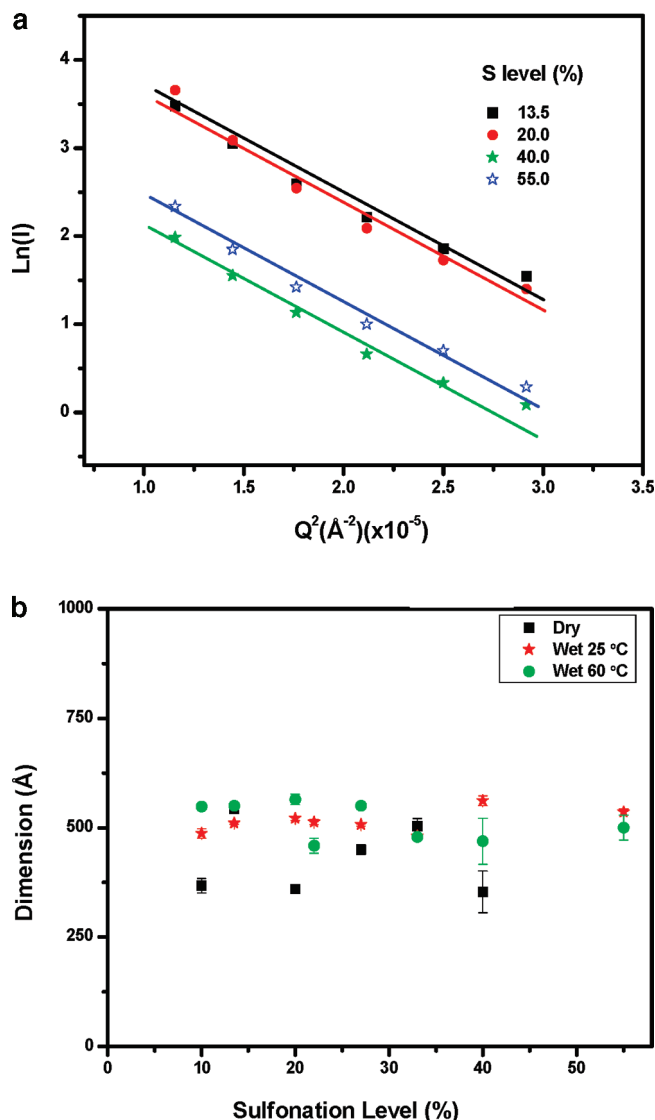 a
S level (%)
13.5
20.0
40.0
55.0
4
3
2
1
0
Ln(I)
1.0 1.5 2.0 2.5 3.0 3.5
Q²(Å⁻²)(x10⁻⁵)
b
Dry
Wet 25 °C
Wet 60 °C
1000
750
500
250
0
Dimension (Å)
0 10 20 30 40 50
Sulfonation Level (%)